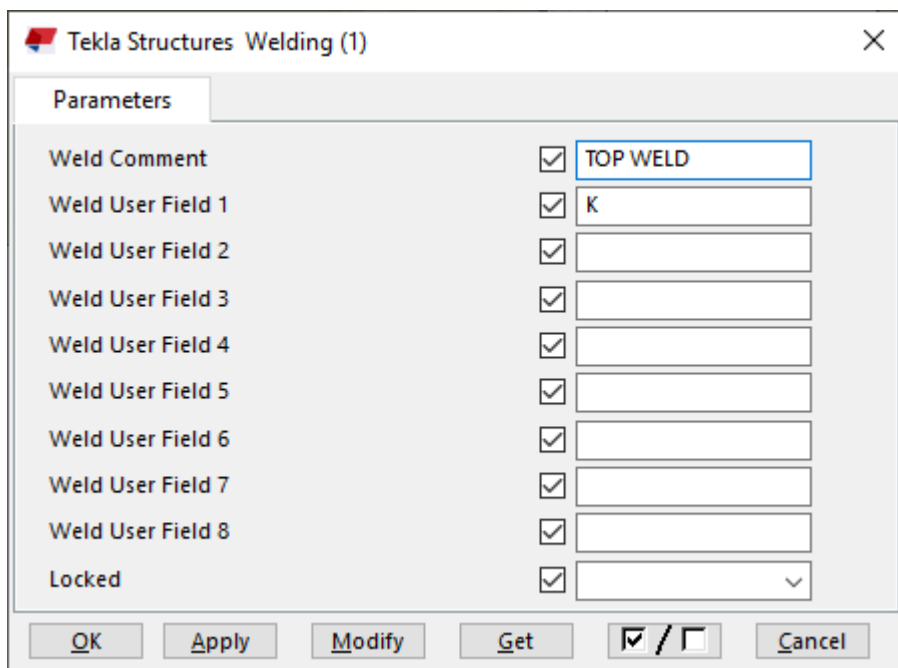 Tekla Structures Welding (1)
Parameters
Weld Comment TOP WELD
Weld User Field 1 K
Weld User Field 2
Weld User Field 3
Weld User Field 4
Weld User Field 5
Weld User Field 6
Weld User Field 7
Weld User Field 8
Locked
OK Apply Modify Get / Cancel